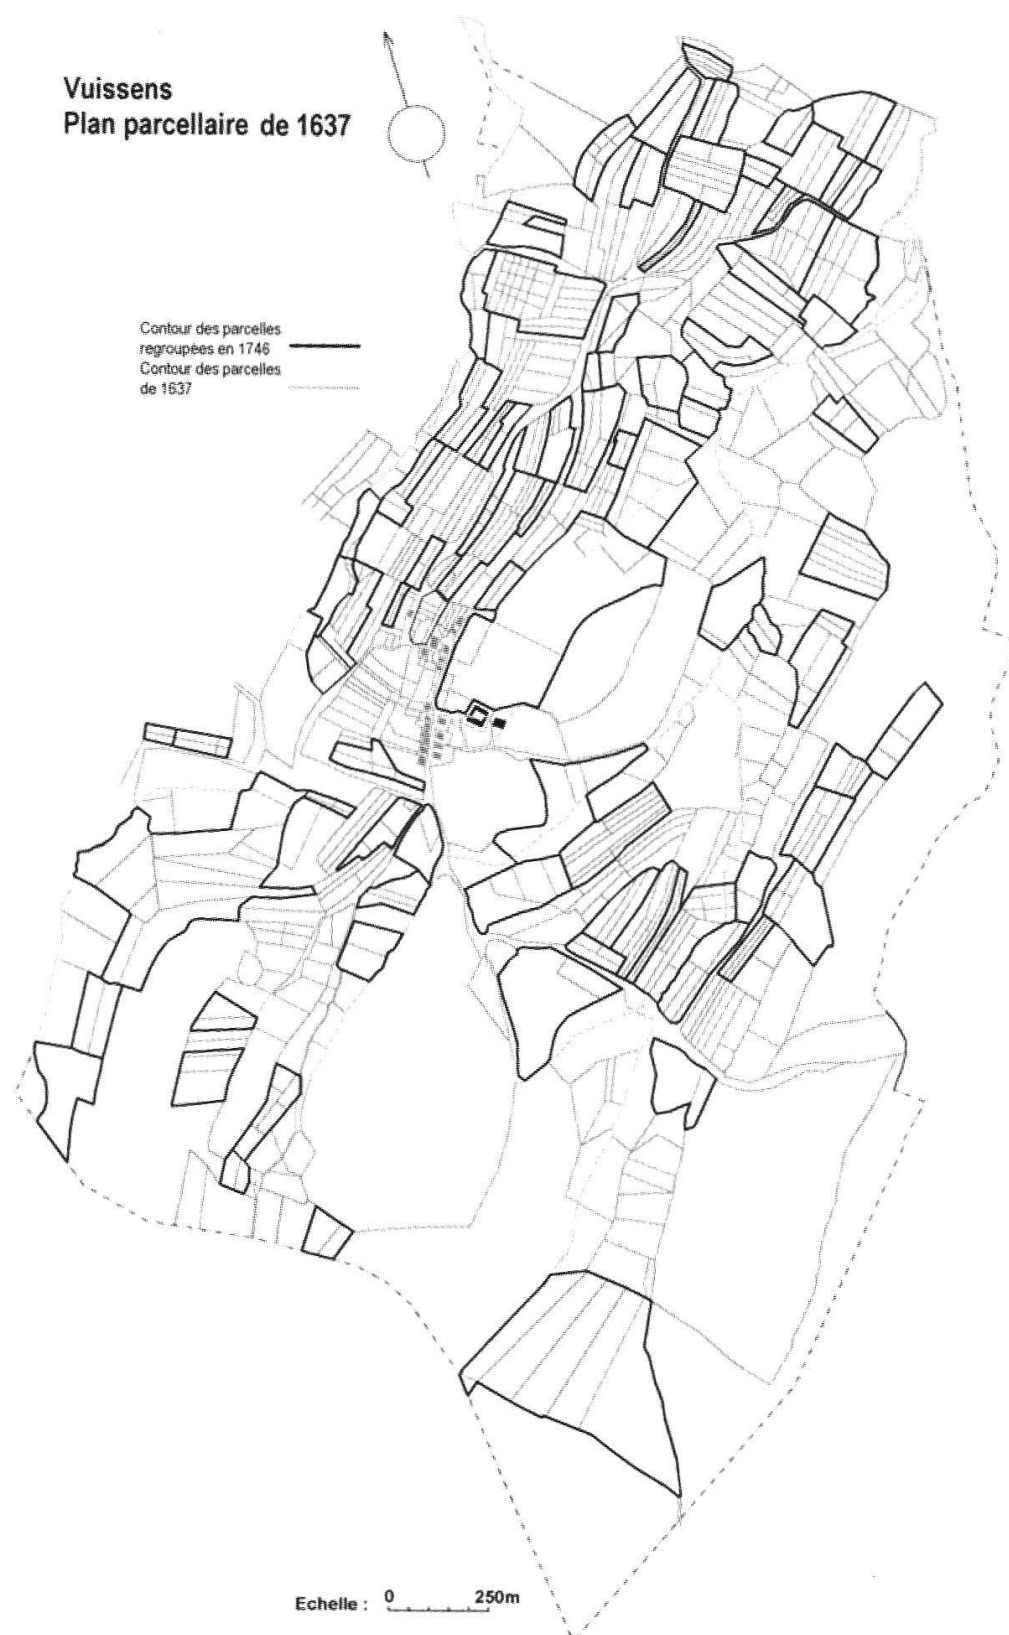 Vuissens
Plan parcellaire de 1637
Contour des parcelles
regroupées en 1746
Contour des parcelles
de 1637
Echelle : 0 250m